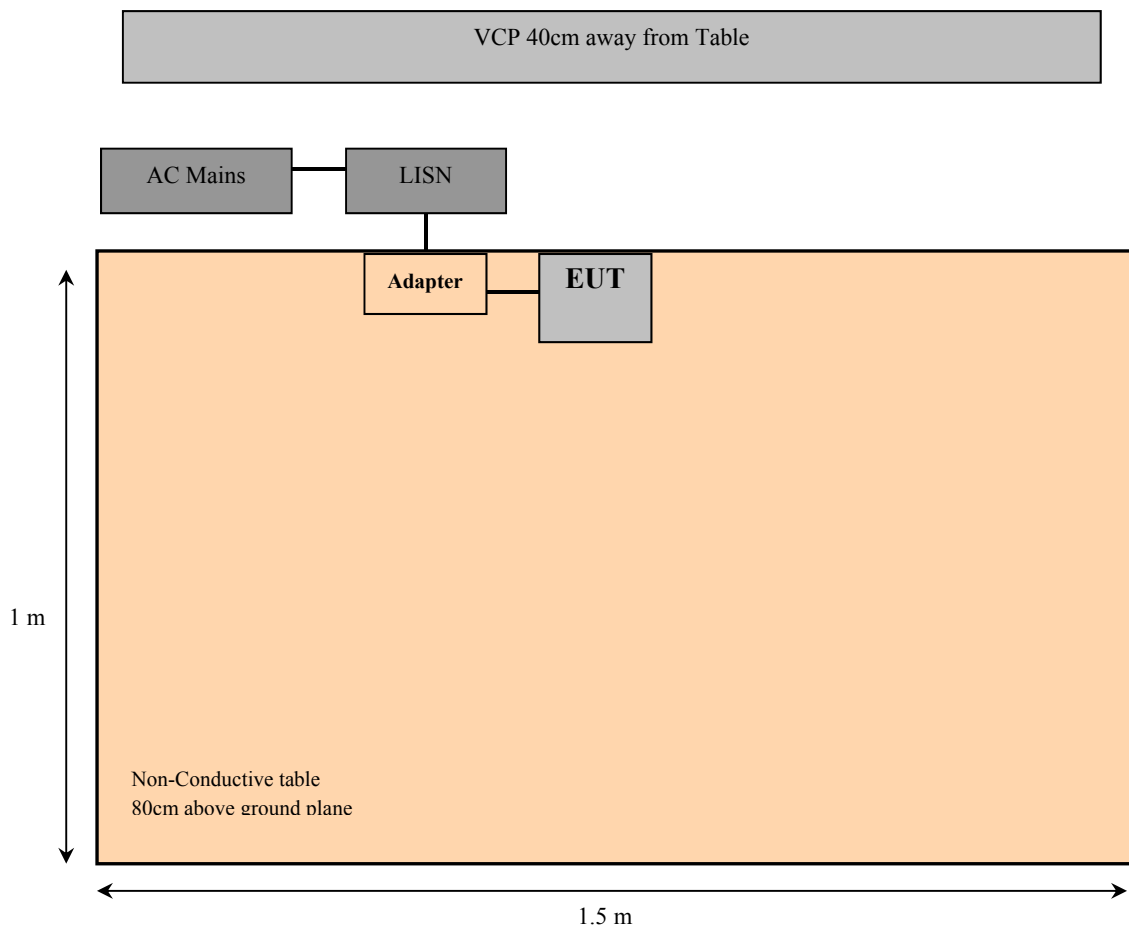 VCP 40cm away from Table
AC Mains
LISN
Adapter
EUT
1 m
Non-Conductive table
80cm above ground plane
1.5 m